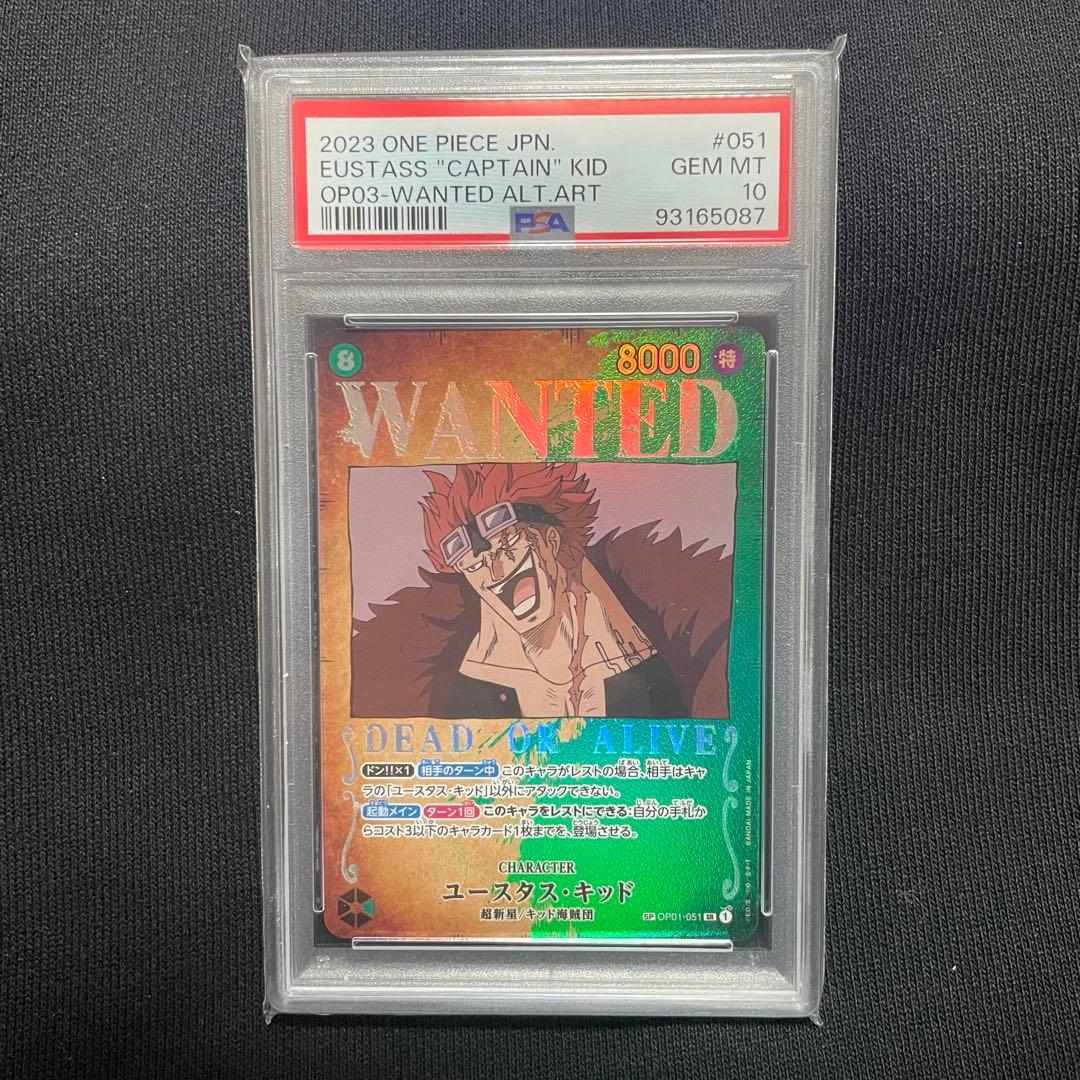 2023 ONE PIECE JPN. #051
EUSTASS "CAPTAIN" KID GEM MT
OP03-WANTED ALT.ART 10
PSA 93165087
8 8000 特
WANTED
DEAD OR ALIVE
ドン!!×1 相手のターン中 このキャラがレストの場合、相手はキャ
ラの「ユースタス・キッド」以外にアタックできない。
起動メイン ターン1回 このキャラをレストにできる:自分の手札か
らコスト3以下のキャラカード1枚までを、登場させる。
CHARACTER
ユースタス・キッド
超新星/キッド海賊団
SP OP01-051 SR 1
BANDAI MADE IN JAPAN